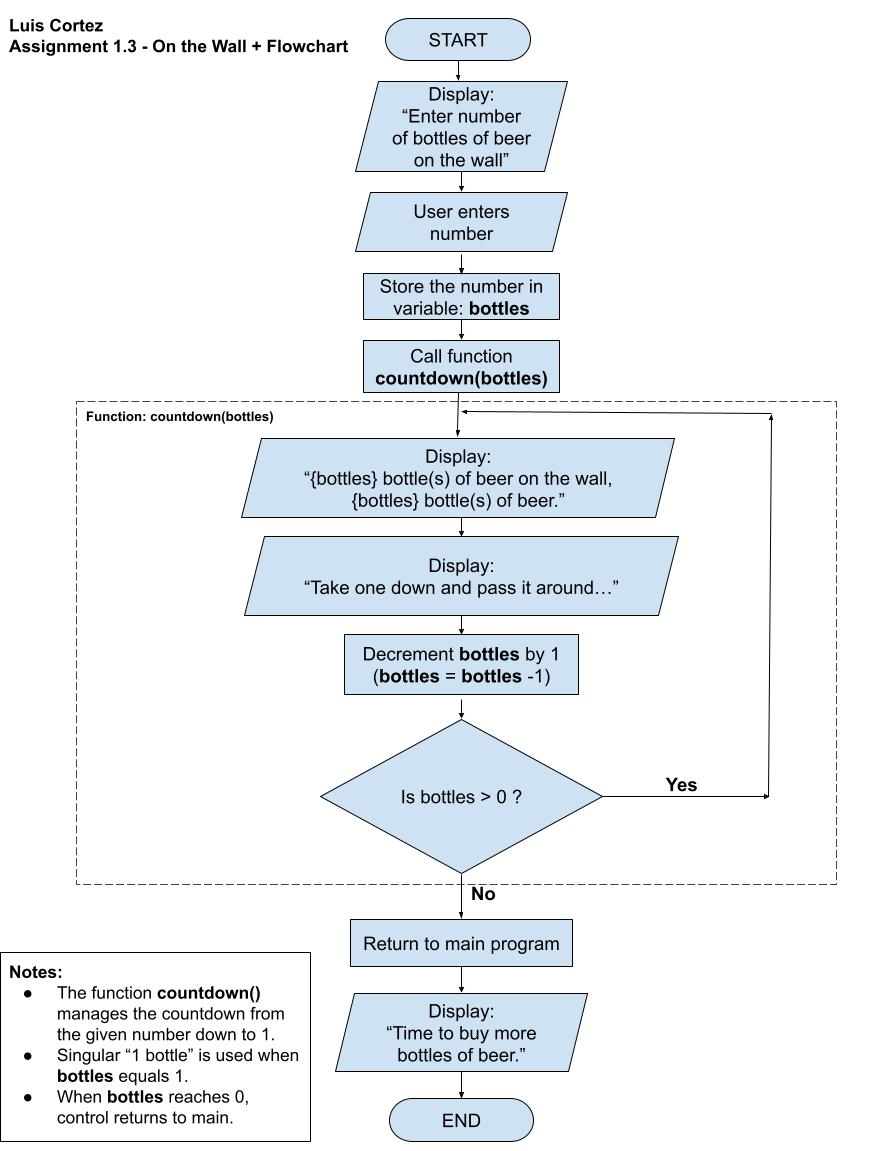 Luis Cortez
Assignment 1.3 - On the Wall + Flowchart
START
Display:
“Enter number
of bottles of beer
on the wall”
User enters
number
Store the number in
variable: bottles
Call function
countdown(bottles)
Function: countdown(bottles)
Display:
“{bottles} bottle(s) of beer on the wall,
{bottles} bottle(s) of beer.”
Display:
“Take one down and pass it around…”
Decrement bottles by 1
(bottles = bottles -1)
Is bottles > 0 ?
Yes
No
Return to main program
Display:
“Time to buy more
bottles of beer.”
END
Notes:
● The function countdown()
manages the countdown from
the given number down to 1.
● Singular “1 bottle” is used when
bottles equals 1.
● When bottles reaches 0,
control returns to main.